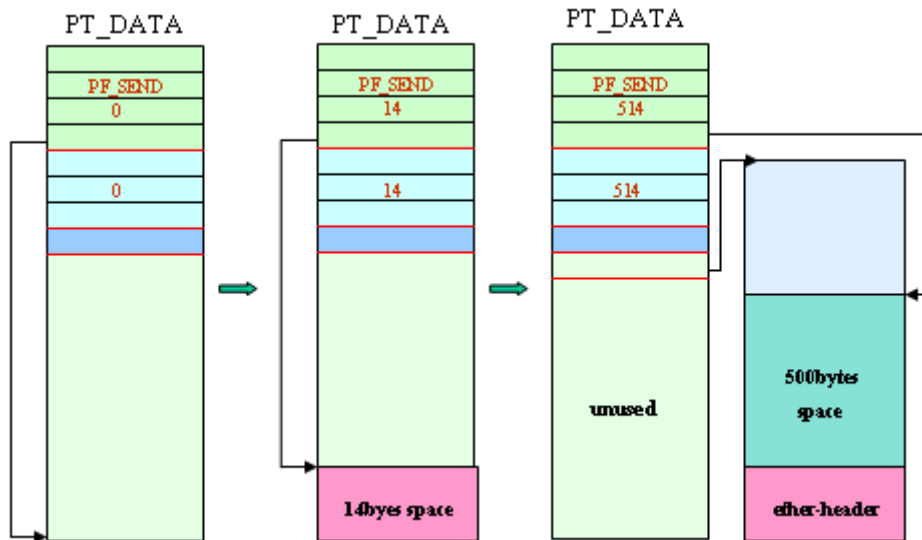 PT_DATA
PF_SEND
0
0
PT_DATA
PF_SEND
14
14
14byes space
PT_DATA
PF_SEND
514
514
unused
500bytes
space
ether-header